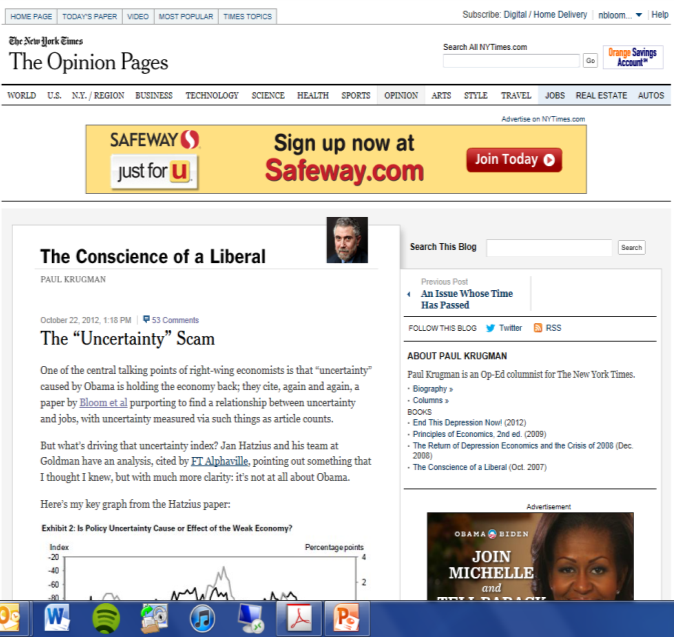 HOME PAGE TODAY'S PAPER VIDEO MOST POPULAR TIMES TOPICS
Subscribe: Digital / Home Delivery nbloom... Help
The New York Times
The Opinion Pages
Search All NYTimes.com
Go
Orange Savings
Account℠
WORLD U.S. N.Y. / REGION BUSINESS TECHNOLOGY SCIENCE HEALTH SPORTS OPINION ARTS STYLE TRAVEL JOBS REAL ESTATE AUTOS
Advertise on NYTimes.com
SAFEWAY
just for u
Sign up now at
Safeway.com
Join Today
The Conscience of a Liberal
PAUL KRUGMAN
October 22, 2012, 1:18 PM 53 Comments
The “Uncertainty” Scam
One of the central talking points of right-wing economists is that “uncertainty”
caused by Obama is holding the economy back; they cite, again and again, a
paper by Bloom et al purporting to find a relationship between uncertainty
and jobs, with uncertainty measured via such things as article counts.
But what's driving that uncertainty index? Jan Hatzius and his team at
Goldman have an analysis, cited by FT Alphaville, pointing out something that
I thought I knew, but with much more clarity: it's not at all about Obama.
Here's my key graph from the Hatzius paper:
Exhibit 2: Is Policy Uncertainty Cause or Effect of the Weak Economy?
Index Percentage points
-20 4
-40
-60 2
-80
Search This Blog
Search
Previous Post
An Issue Whose Time
Has Passed
FOLLOW THIS BLOG Twitter RSS
ABOUT PAUL KRUGMAN
Paul Krugman is an Op-Ed columnist for The New York Times.
· Biography »
· Columns »
BOOKS
· End This Depression Now! (2012)
· Principles of Economics, 2nd ed. (2009)
· The Return of Depression Economics and the Crisis of 2008 (Dec.
2008)
· The Conscience of a Liberal (Oct. 2007)
Advertisement
OBAMA BIDEN
JOIN
MICHELLE
and
TELL BARACK